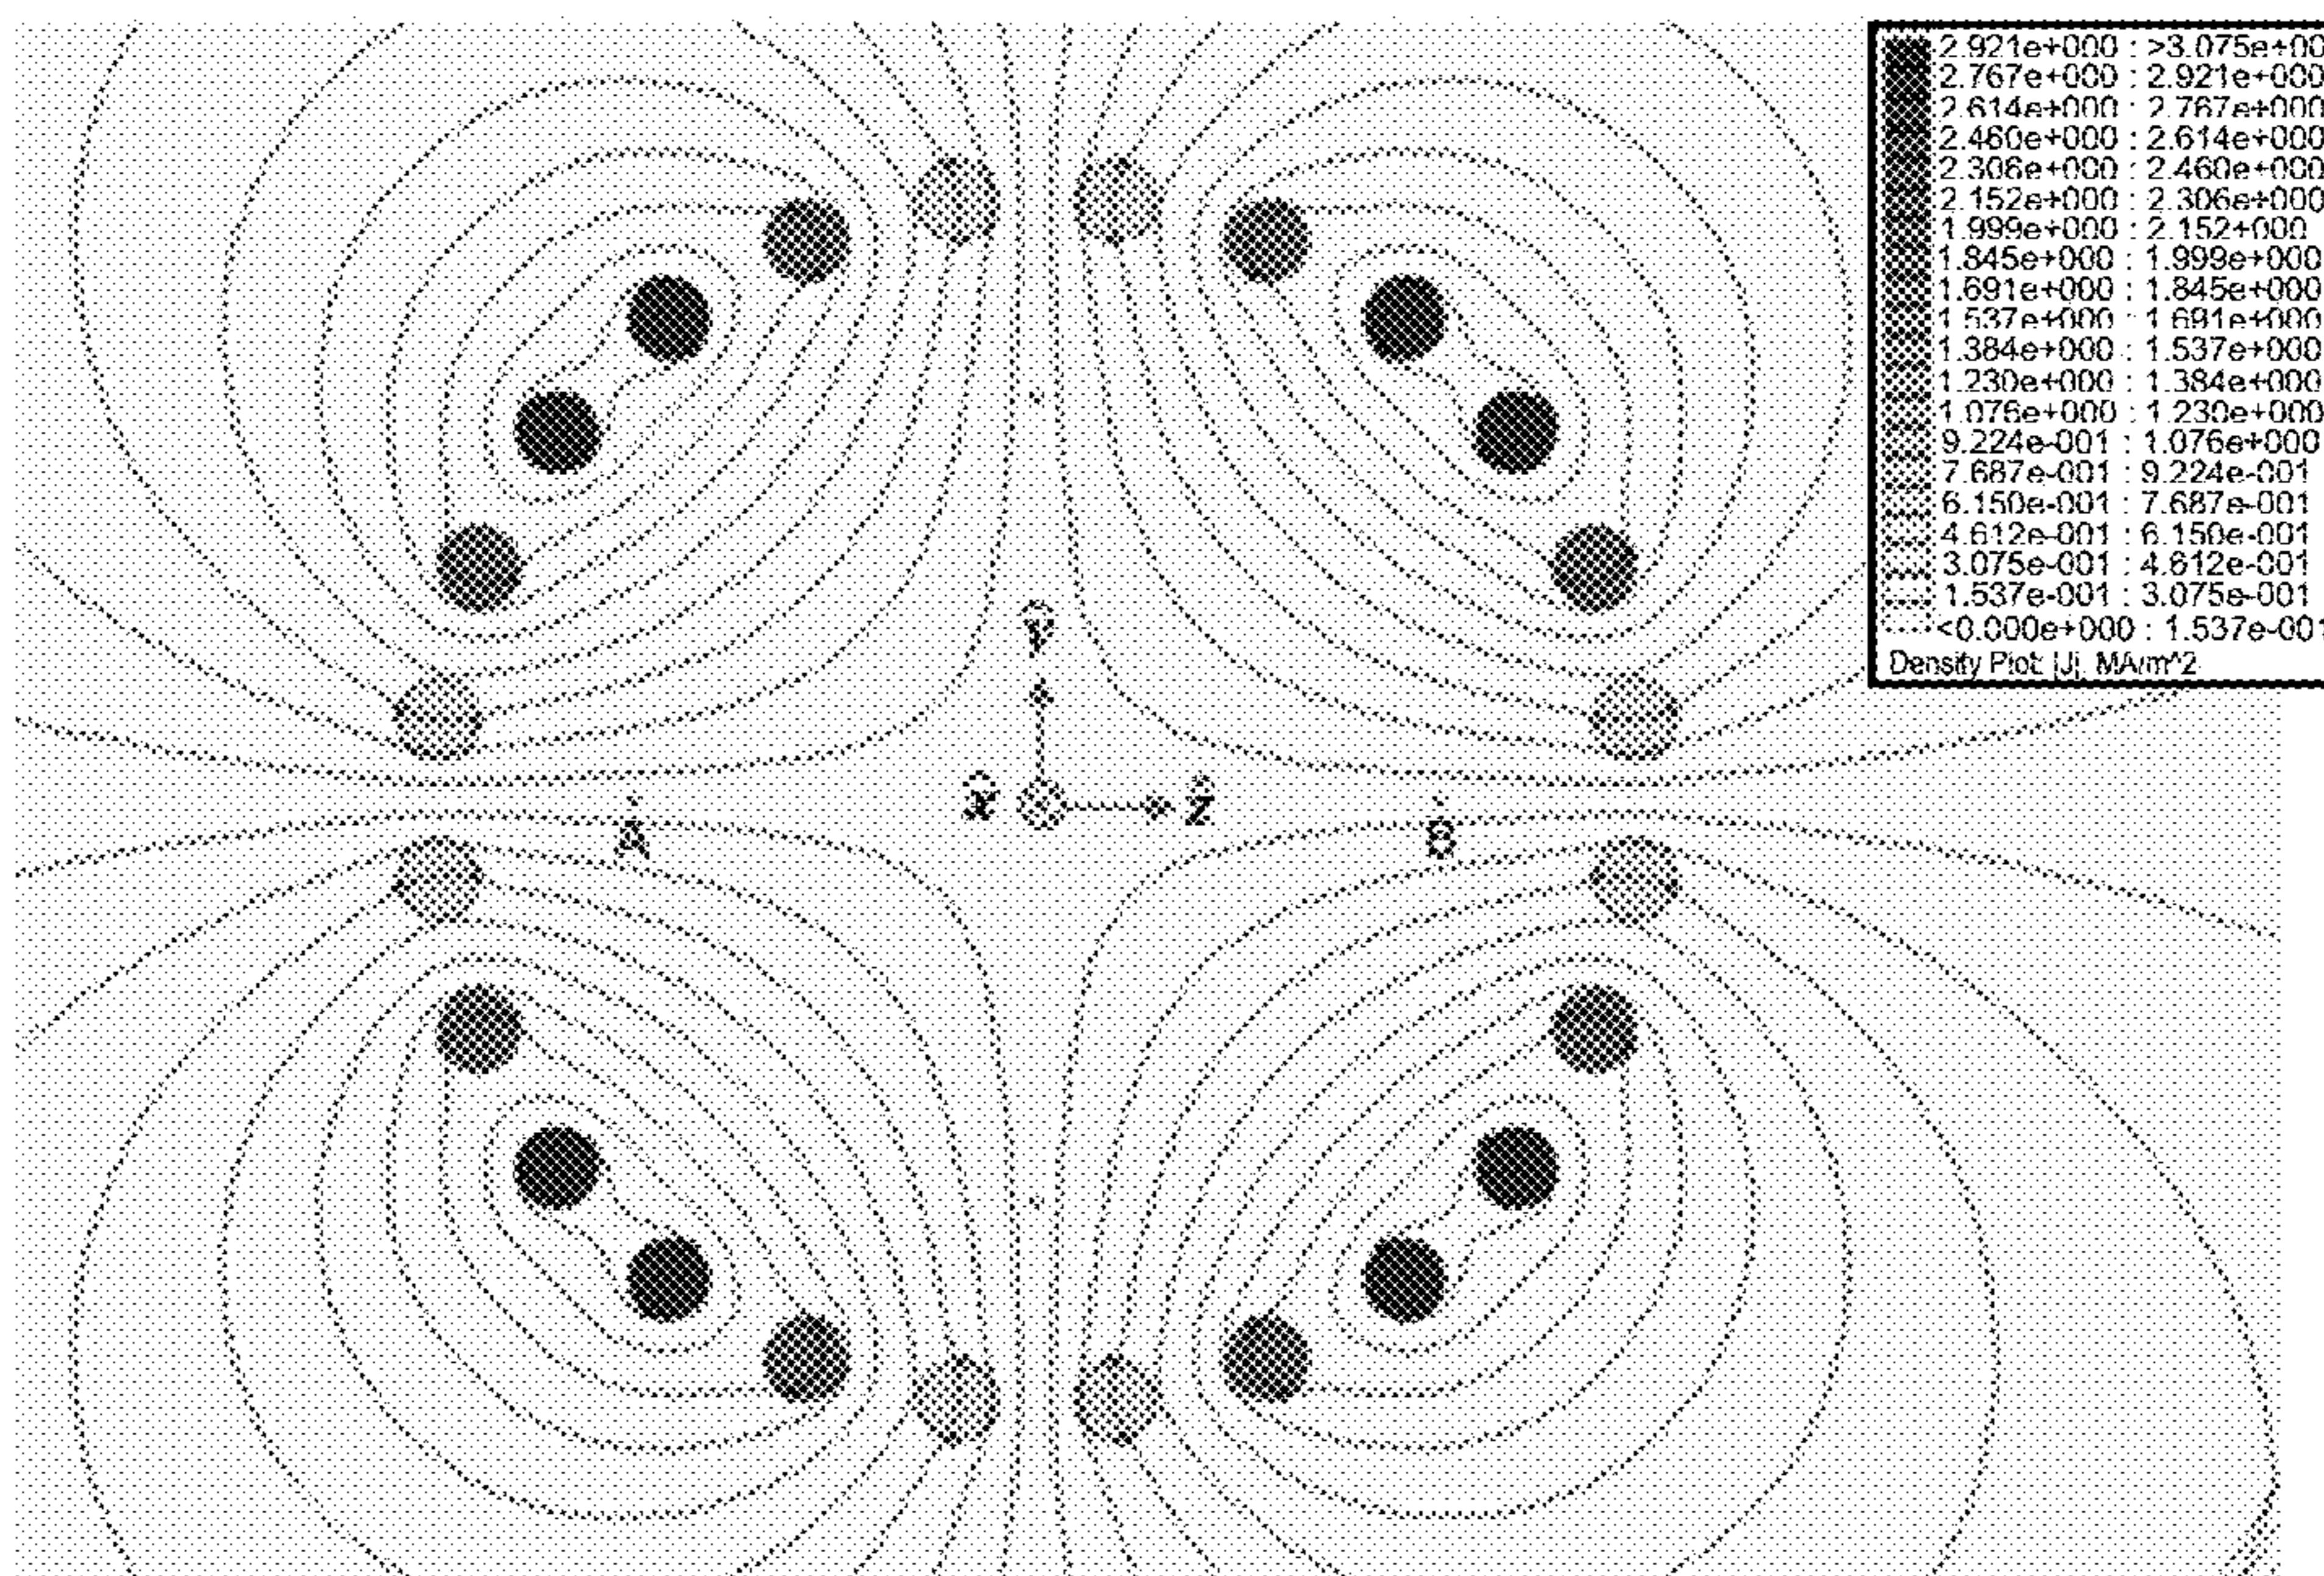 2.921e+000 : >3.075e+00
2.767e+000 : 2.921e+000
2.614e+000 : 2.767e+000
2.460e+000 : 2.614e+000
2.306e+000 : 2.460e+000
2.152e+000 : 2.306e+000
1.999e+000 : 2.152+000
1.845e+000 : 1.999e+000
1.691e+000 : 1.845e+000
1.537e+000 : 1.691e+000
1.384e+000 : 1.537e+000
1.230e+000 : 1.384e+000
1.076e+000 : 1.230e+000
9.224e-001 : 1.076e+000
7.687e-001 : 9.224e-001
6.150e-001 : 7.687e-001
4.612e-001 : 6.150e-001
3.075e-001 : 4.612e-001
1.537e-001 : 3.075e-001
<0.000e+000 : 1.537e-001
Density Plot: |J|, MA/m^2
ŷ
x̂ ẑ
A B